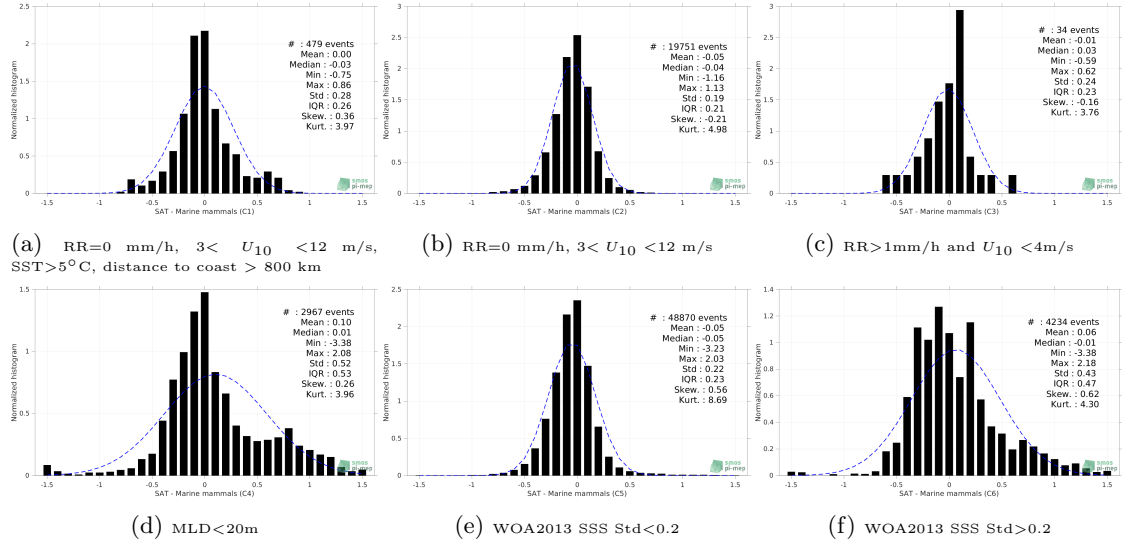 # : 479 events
Mean : 0.00
Median : -0.03
Min : -0.75
Max : 0.86
Std : 0.28
IQR : 0.26
Skew. : 0.36
Kurt. : 3.97
Normalized histogram
2.5
2
1.5
1
0.5
0
-1.5 -1 -0.5 0 0.5 1 1.5
SAT - Marine mammals (C1)
smos
pi-mep
(a) RR=0 mm/h, 3< U10 <12 m/s,
SST>5°C, distance to coast > 800 km
# : 19751 events
Mean : -0.05
Median : -0.04
Min : -1.16
Max : 1.13
Std : 0.19
IQR : 0.21
Skew. : -0.21
Kurt. : 4.98
Normalized histogram
3
2.5
2
1.5
1
0.5
0
-1.5 -1 -0.5 0 0.5 1 1.5
SAT - Marine mammals (C2)
smos
pi-mep
(b) RR=0 mm/h, 3< U10 <12 m/s
# : 34 events
Mean : -0.01
Median : 0.03
Min : -0.59
Max : 0.62
Std : 0.24
IQR : 0.23
Skew. : -0.16
Kurt. : 3.76
Normalized histogram
3
2.5
2
1.5
1
0.5
0
-1.5 -1 -0.5 0 0.5 1 1.5
SAT - Marine mammals (C3)
smos
pi-mep
(c) RR>1mm/h and U10 <4m/s
# : 2967 events
Mean : 0.10
Median : 0.01
Min : -3.38
Max : 2.08
Std : 0.52
IQR : 0.53
Skew. : 0.26
Kurt. : 3.96
Normalized histogram
1.5
1
0.5
0
-1.5 -1 -0.5 0 0.5 1 1.5
SAT - Marine mammals (C4)
smos
pi-mep
(d) MLD<20m
# : 48870 events
Mean : -0.05
Median : -0.05
Min : -3.23
Max : 2.03
Std : 0.22
IQR : 0.23
Skew. : 0.56
Kurt. : 8.69
Normalized histogram
2.5
2
1.5
1
0.5
0
-1.5 -1 -0.5 0 0.5 1 1.5
SAT - Marine mammals (C5)
smos
pi-mep
(e) WOA2013 SSS Std<0.2
# : 4234 events
Mean : 0.06
Median : -0.01
Min : -3.38
Max : 2.18
Std : 0.43
IQR : 0.47
Skew. : 0.62
Kurt. : 4.30
Normalized histogram
1.4
1.2
1
0.8
0.6
0.4
0.2
0
-1.5 -1 -0.5 0 0.5 1 1.5
SAT - Marine mammals (C6)
smos
pi-mep
(f) WOA2013 SSS Std>0.2